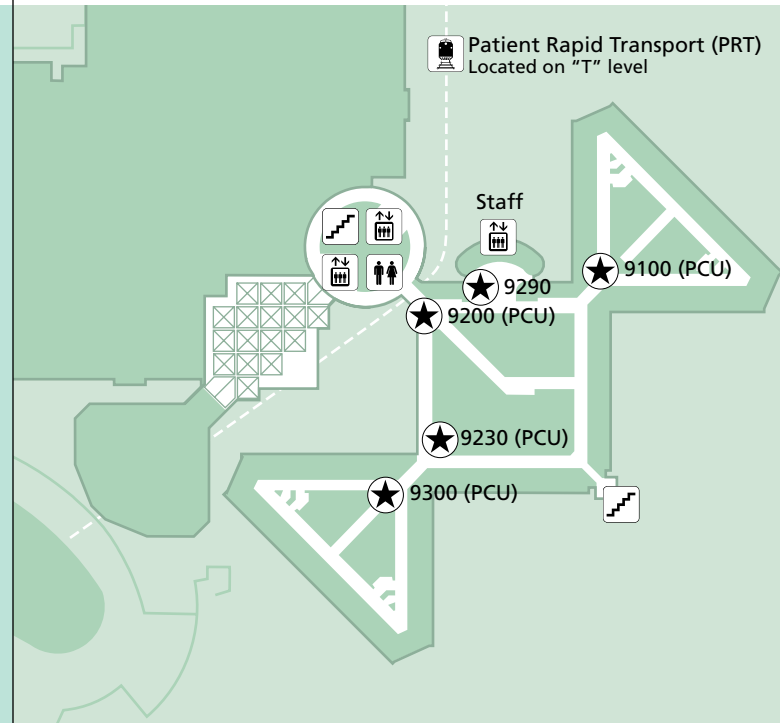 Patient Rapid Transport (PRT)
Located on “T” level
Staff
9100 (PCU)
9290
9200 (PCU)
9230 (PCU)
9300 (PCU)